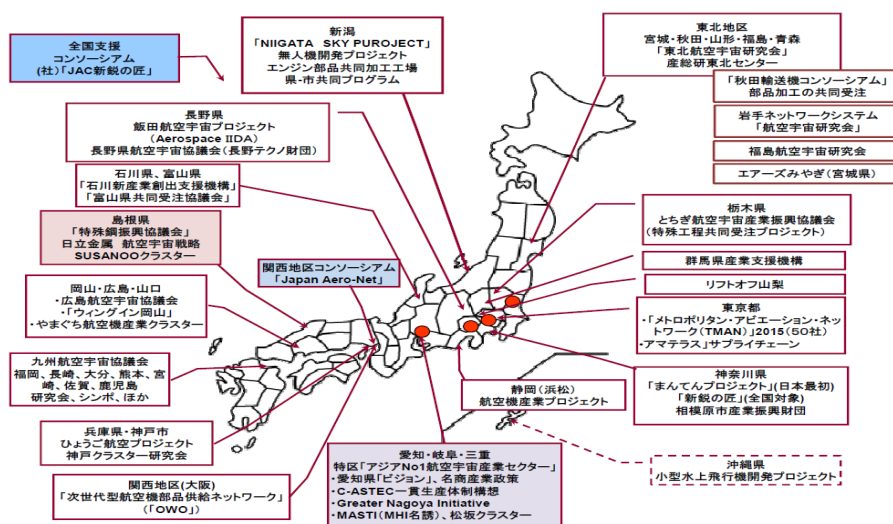 全国支援
コンソーシアム
(社)「JAC新鋭の匠」
新潟
「NIIGATA SKY PUROJECT」
無人機開発プロジェクト
エンジン部品共同加工工場
県-市共同プログラム
東北地区
宮城・秋田・山形・福島・青森
「東北航空宇宙研究会」
産総研東北センター
「秋田輸送機コンソーシアム」
部品加工の共同受注
岩手ネットワークシステム
「航空宇宙研究会」
福島航空宇宙研究会
エアーズみやぎ(宮城県)
長野県
飯田航空宇宙プロジェクト
(Aerospace IIDA)
長野県航空宇宙協議会(長野テクノ財団)
石川県、富山県
「石川新産業創出支援機構」
「富山県共同受注協議会」
島根県
「特殊鋼振興協議会」
日立金属 航空宇宙戦略
SUSANOOクラスター
関西地区コンソーシアム
「Japan Aero-Net」
栃木県
とちぎ航空宇宙産業振興協議会
(特殊工程共同受注プロジェクト)
群馬県産業支援機構
リフトオフ山梨
東京都
・「メトロポリタン・アビエーション・ネットワーク(TMAN)」2015(50社)
・アマテラス」サプライチェーン
岡山・広島・山口
・広島航空宇宙協議会
・「ウィングイン岡山」
・やまぐち航空機産業クラスター
九州航空宇宙協議会
福岡、長崎、大分、熊本、宮崎、佐賀、鹿児島
研究会、シンポ、ほか
静岡(浜松)
航空機産業プロジェクト
神奈川県
「まんてんプロジェクト」(日本最初)
「新鋭の匠」(全国対象)
相模原市産業振興財団
兵庫県・神戸市
ひょうご航空プロジェクト
神戸クラスター研究会
関西地区(大阪)
「次世代型航空機部品供給ネットワーク」
(「OWO」)
愛知・岐阜・三重
特区「アジアNo1航空宇宙産業セクター」
・愛知県「ビジョン」、名商産業政策
・C-ASTEC一貫生産体制構想
・Greater Nagoya Initiative
・MASTI(MHI名誘)、松坂クラスター
沖縄県
小型水上飛行機開発プロジェクト